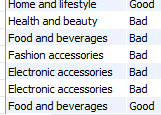 Home and lifestyle Good
Health and beauty Bad
Food and beverages Bad
Fashion accessories Bad
Electronic accessories Bad
Electronic accessories Bad
Food and beverages Good